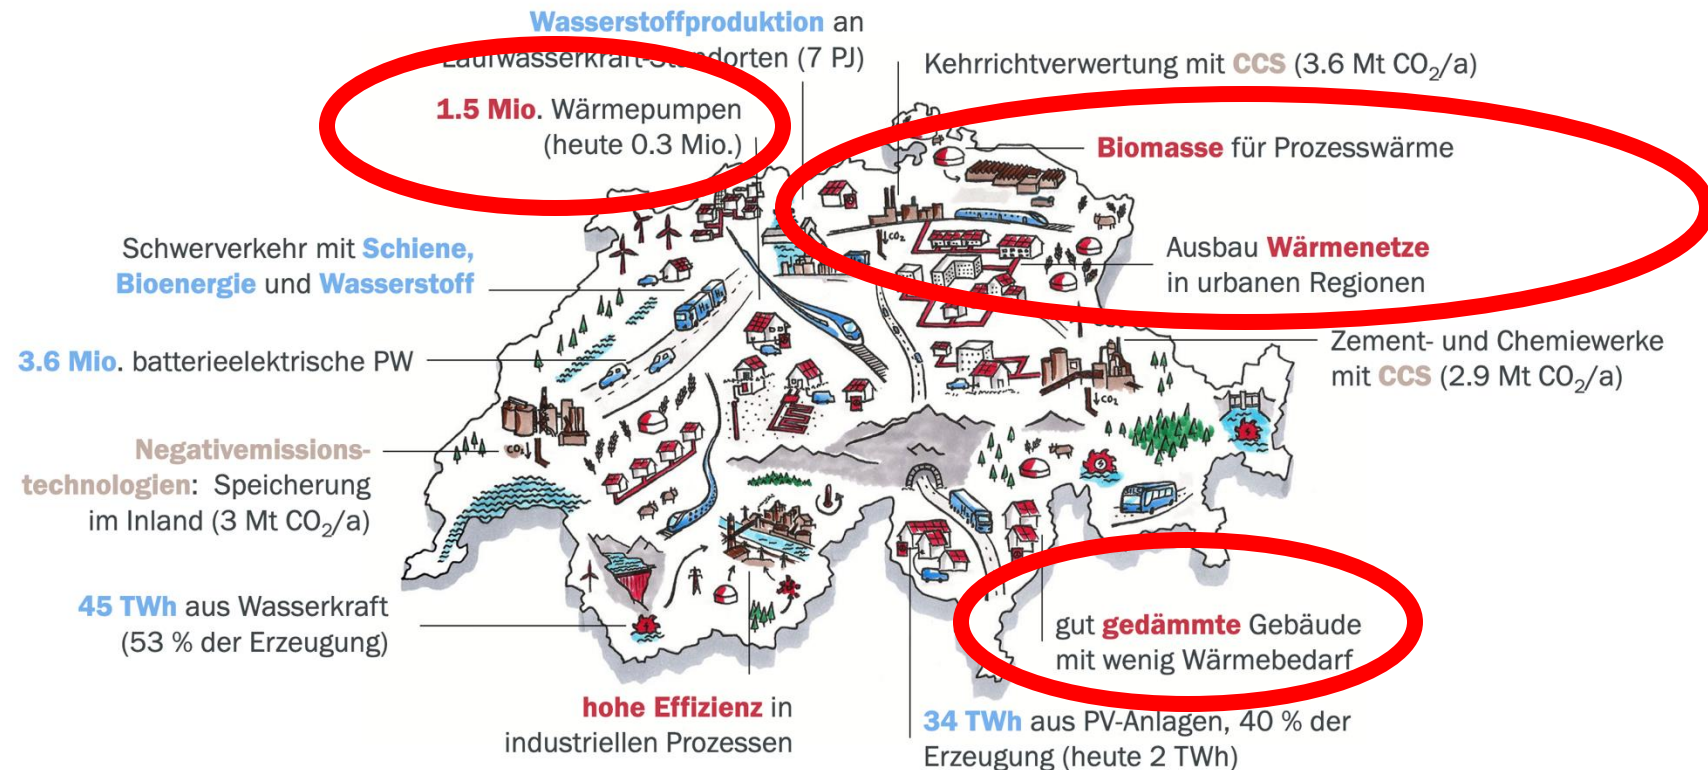 Wasserstoffproduktion an
Laufwasserkraft-Standorten (7 PJ)
1.5 Mio. Wärmepumpen
(heute 0.3 Mio.)
Kehrrichtverwertung mit CCS (3.6 Mt CO₂/a)
Biomasse für Prozesswärme
Ausbau Wärmenetze
in urbanen Regionen
Schwerverkehr mit Schiene,
Bioenergie und Wasserstoff
3.6 Mio. batterieelektrische PW
Zement- und Chemiewerke
mit CCS (2.9 Mt CO₂/a)
Negativemissions-
technologien: Speicherung
im Inland (3 Mt CO₂/a)
45 TWh aus Wasserkraft
(53 % der Erzeugung)
hohe Effizienz in
industriellen Prozessen
gut gedämmte Gebäude
mit wenig Wärmebedarf
34 TWh aus PV-Anlagen, 40 % der
Erzeugung (heute 2 TWh)
CO₂
CO₂
CO₂